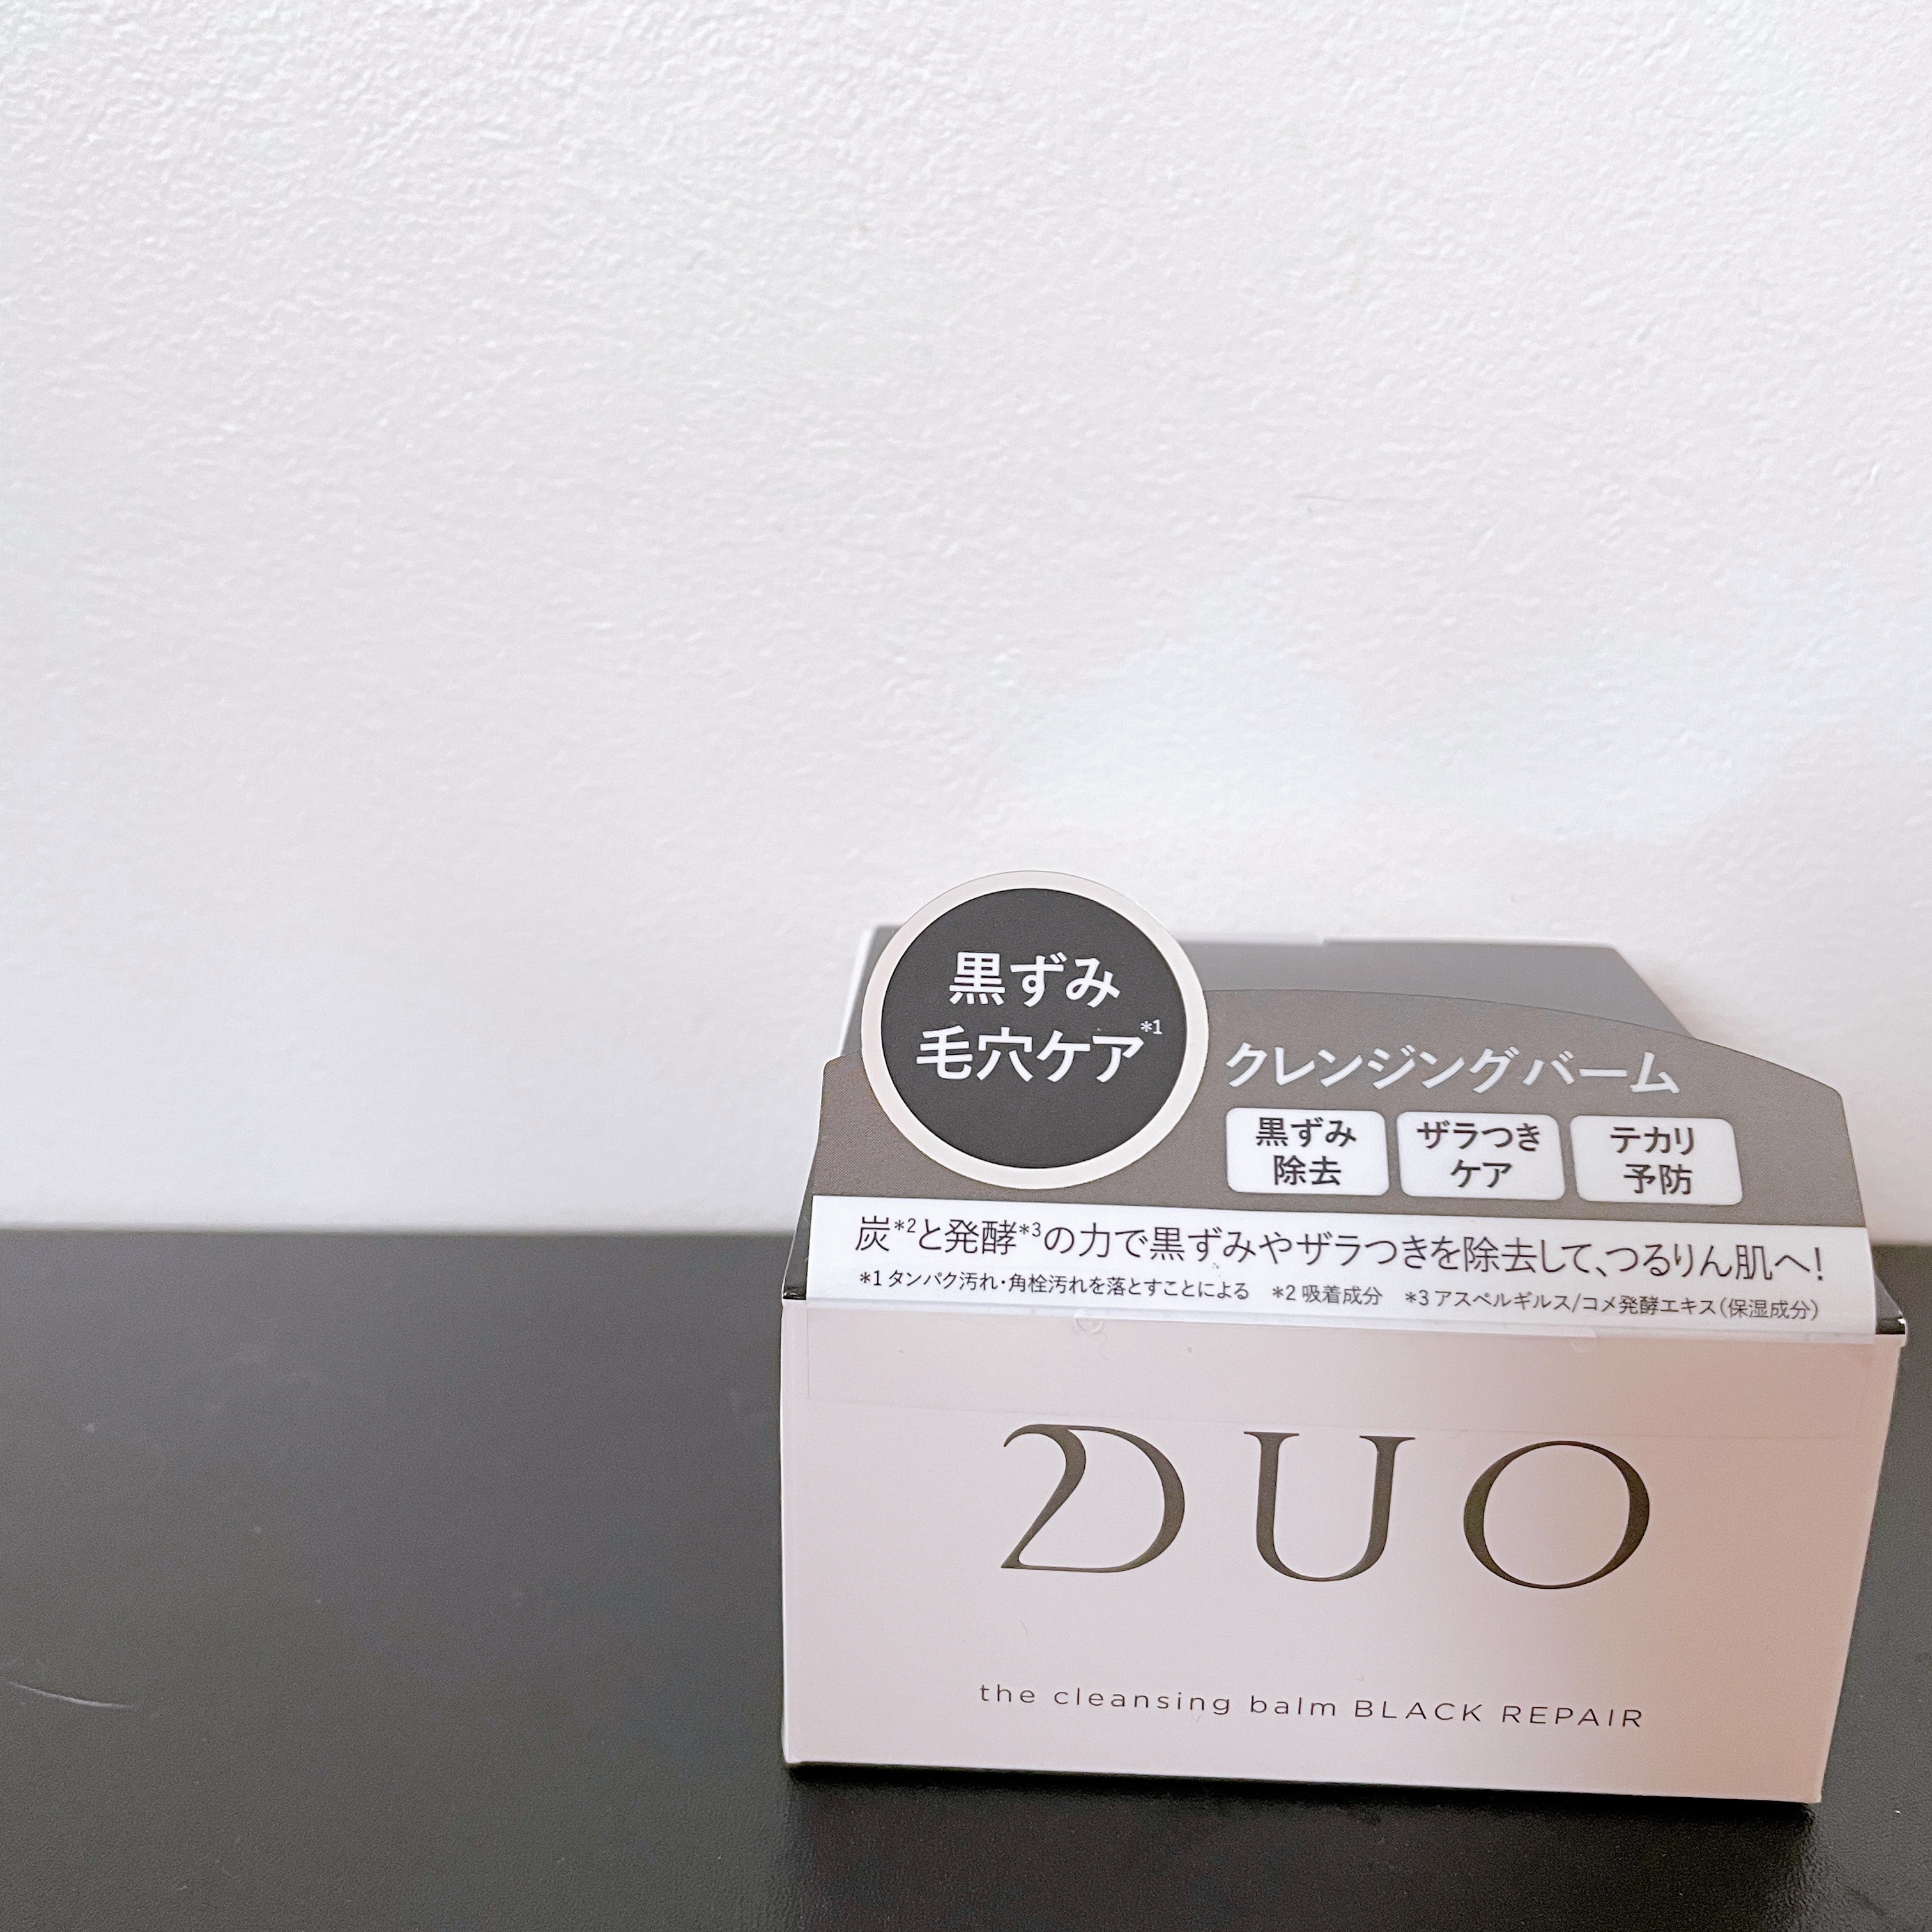 黒ずみ
毛穴ケア*1
クレンジングバーム
黒ずみ
除去
ザラつき
ケア
テカリ
予防
炭*2と発酵*3の力で黒ずみやザラつきを除去して、つるりん肌へ!
*1 タンパク汚れ・角栓汚れを落とすことによる *2 吸着成分 *3 アスペルギルス/コメ発酵エキス(保湿成分)
DUO
the cleansing balm BLACK REPAIR